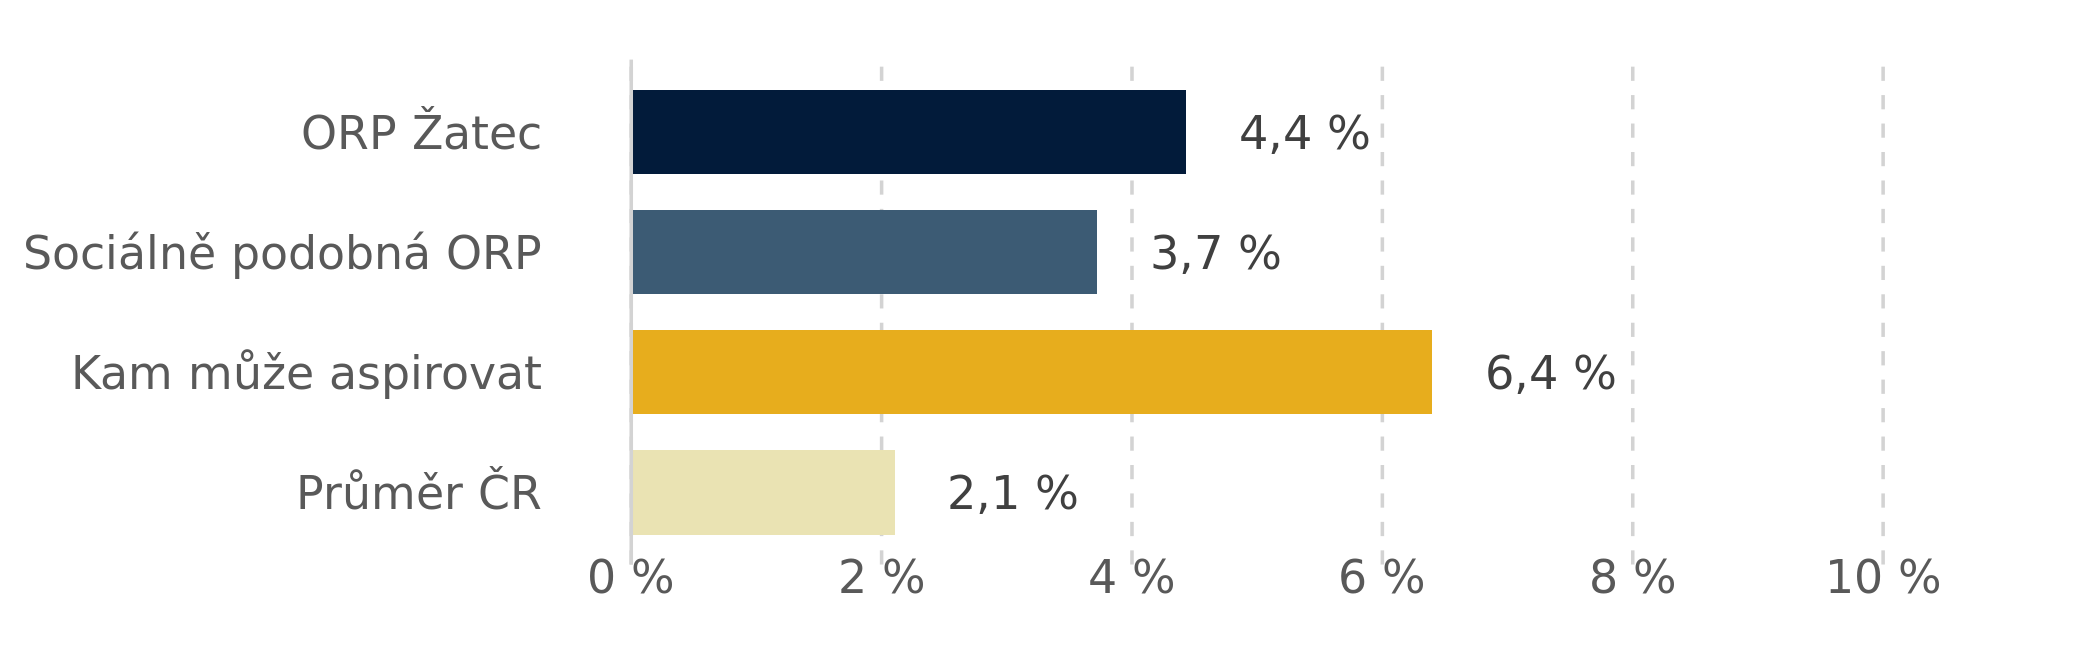 ORP Žatec 4,4 %
Sociálně podobná ORP 3,7 %
Kam může aspirovat 6,4 %
Průměr ČR 2,1 %
0 % 2 % 4 % 6 % 8 % 10 %